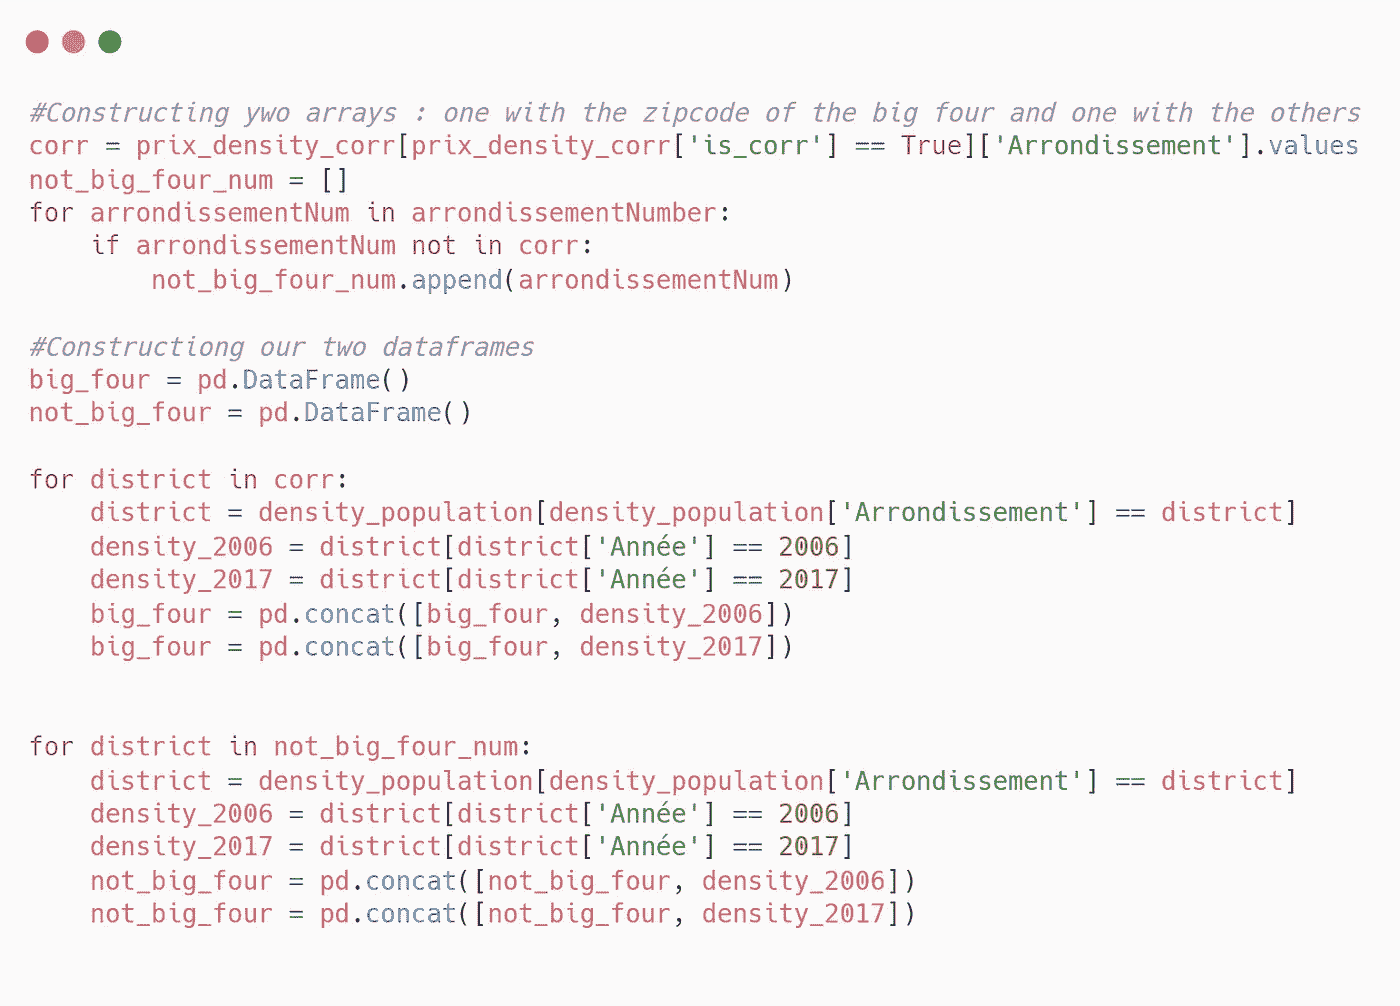 #Constructing ywo arrays : one with the zipcode of the big four and one with the others
corr = prix_density_corr[prix_density_corr['is_corr'] == True]['Arrondissement'].values
not_big_four_num = []
for arrondissementNum in arrondissementNumber:
    if arrondissementNum not in corr:
        not_big_four_num.append(arrondissementNum)

#Constructiong our two dataframes
big_four = pd.DataFrame()
not_big_four = pd.DataFrame()

for district in corr:
    district = density_population[density_population['Arrondissement'] == district]
    density_2006 = district[district['Année'] == 2006]
    density_2017 = district[district['Année'] == 2017]
    big_four = pd.concat([big_four, density_2006])
    big_four = pd.concat([big_four, density_2017])

for district in not_big_four_num:
    district = density_population[density_population['Arrondissement'] == district]
    density_2006 = district[district['Année'] == 2006]
    density_2017 = district[district['Année'] == 2017]
    not_big_four = pd.concat([not_big_four, density_2006])
    not_big_four = pd.concat([not_big_four, density_2017])